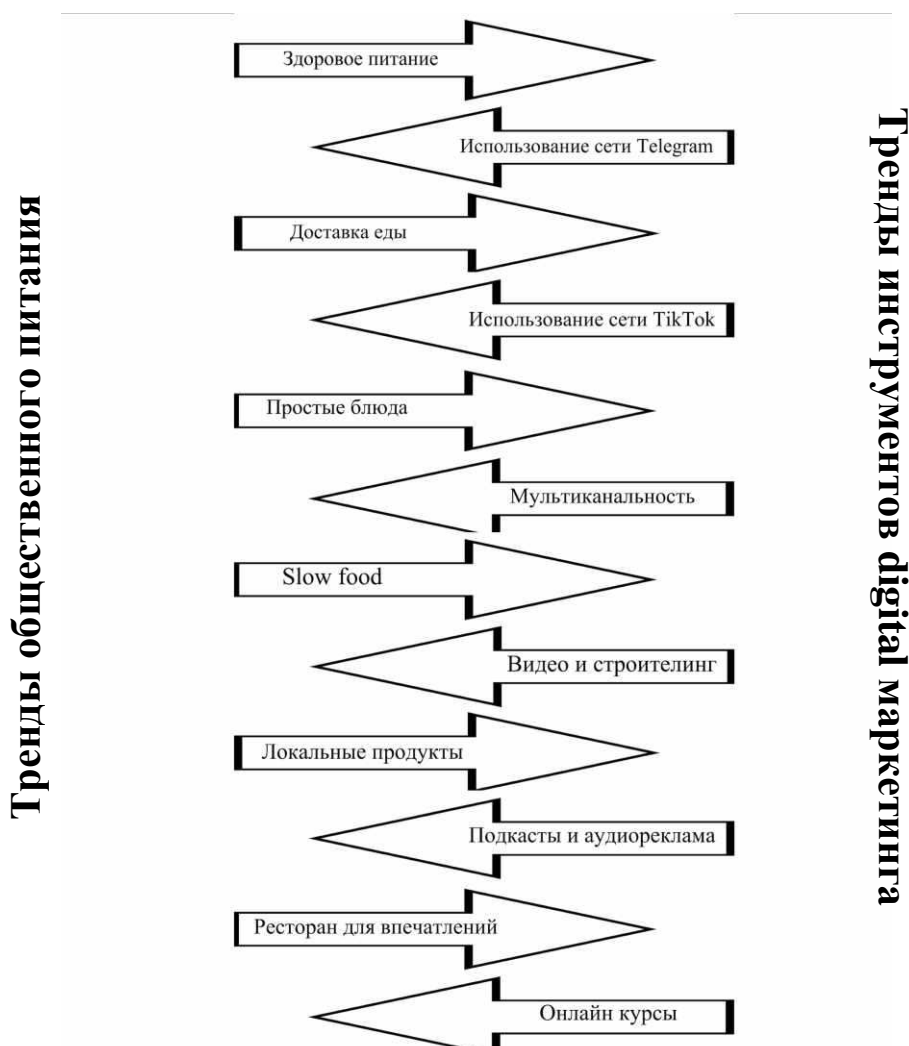 Тренды общественного питания
Здоровое питание
Использование сети Telegram
Доставка еды
Использование сети TikTok
Простые блюда
Мультиканальность
Slow food
Видео и строителинг
Локальные продукты
Подкасты и аудиореклама
Ресторан для впечатлений
Онлайн курсы
Тренды инструментов digital маркетинга